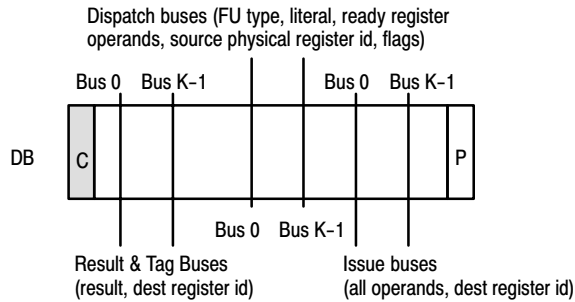 Dispatch buses (FU type, literal, ready register
operands, source physical register id, flags)
Bus 0 Bus K-1 Bus 0 Bus K-1
DB C P
Bus 0 Bus K-1
Result & Tag Buses
(result, dest register id)
Issue buses
(all operands, dest register id)